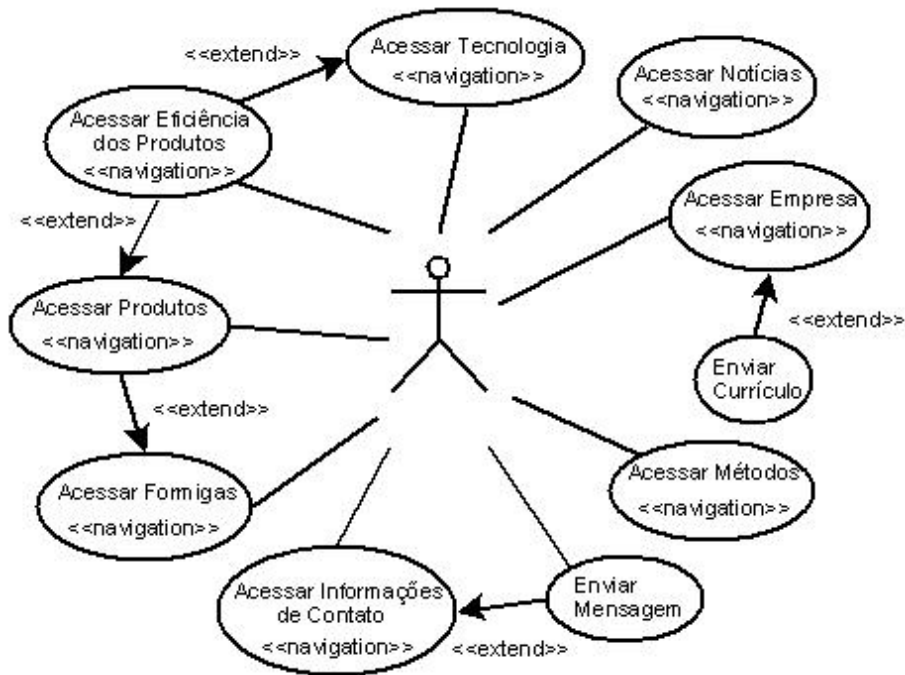 <<extend>>
Acessar Tecnologia
<<navigation>>
Acessar Notícias
<<navigation>>
Acessar Eficiência
dos Produtos
<<navigation>>
<<extend>>
Acessar Empresa
<<navigation>>
Acessar Produtos
<<navigation>>
<<extend>>
Enviar
Currículo
<<extend>>
Acessar Formigas
<<navigation>>
Acessar Métodos
<<navigation>>
Acessar Informações
de Contato
<<navigation>>
Enviar
Mensagem
<<extend>>